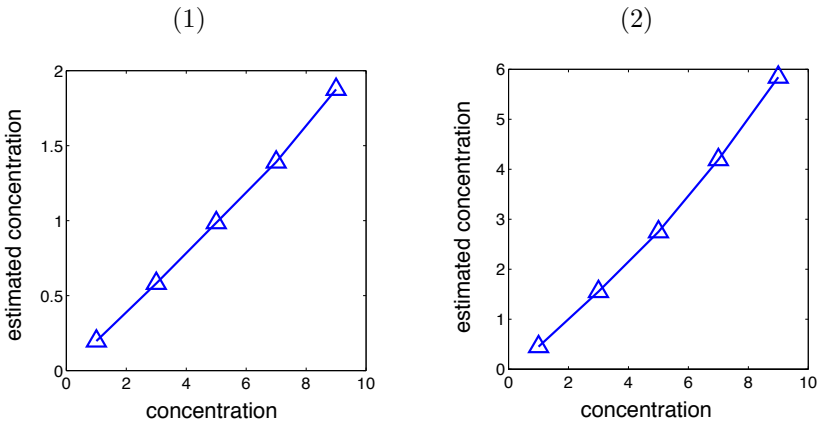 (1)
2
1.5
1
0.5
0
0 2 4 6 8 10
estimated concentration
concentration
(2)
6
5
4
3
2
1
0
0 2 4 6 8 10
estimated concentration
concentration